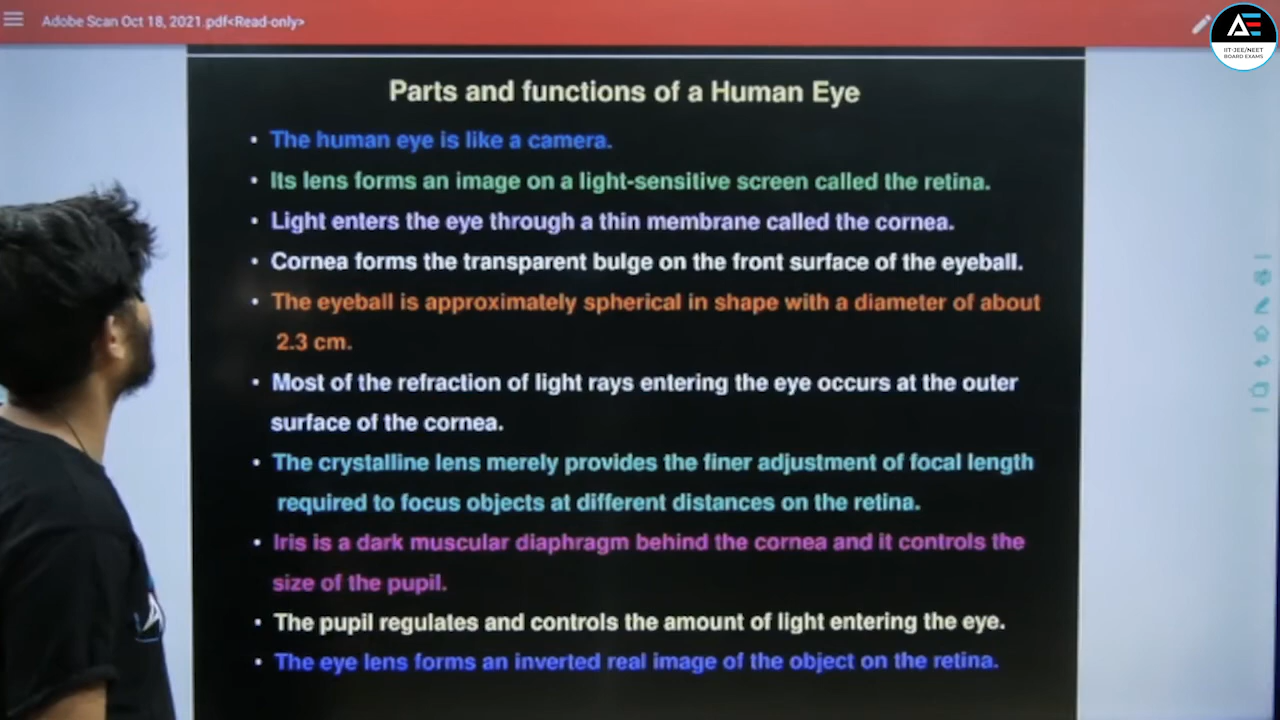 Adobe Scan Oct 18, 2021.pdf<Read-only>
AE
IIT-JEE/NEET
BOARD EXAMS
Parts and functions of a Human Eye
• The human eye is like a camera.
• Its lens forms an image on a light-sensitive screen called the retina.
• Light enters the eye through a thin membrane called the cornea.
• Cornea forms the transparent bulge on the front surface of the eyeball.
• The eyeball is approximately spherical in shape with a diameter of about
2.3 cm.
• Most of the refraction of light rays entering the eye occurs at the outer
surface of the cornea.
• The crystalline lens merely provides the finer adjustment of focal length
required to focus objects at different distances on the retina.
• Iris is a dark muscular diaphragm behind the cornea and it controls the
size of the pupil.
• The pupil regulates and controls the amount of light entering the eye.
• The eye lens forms an inverted real image of the object on the retina.